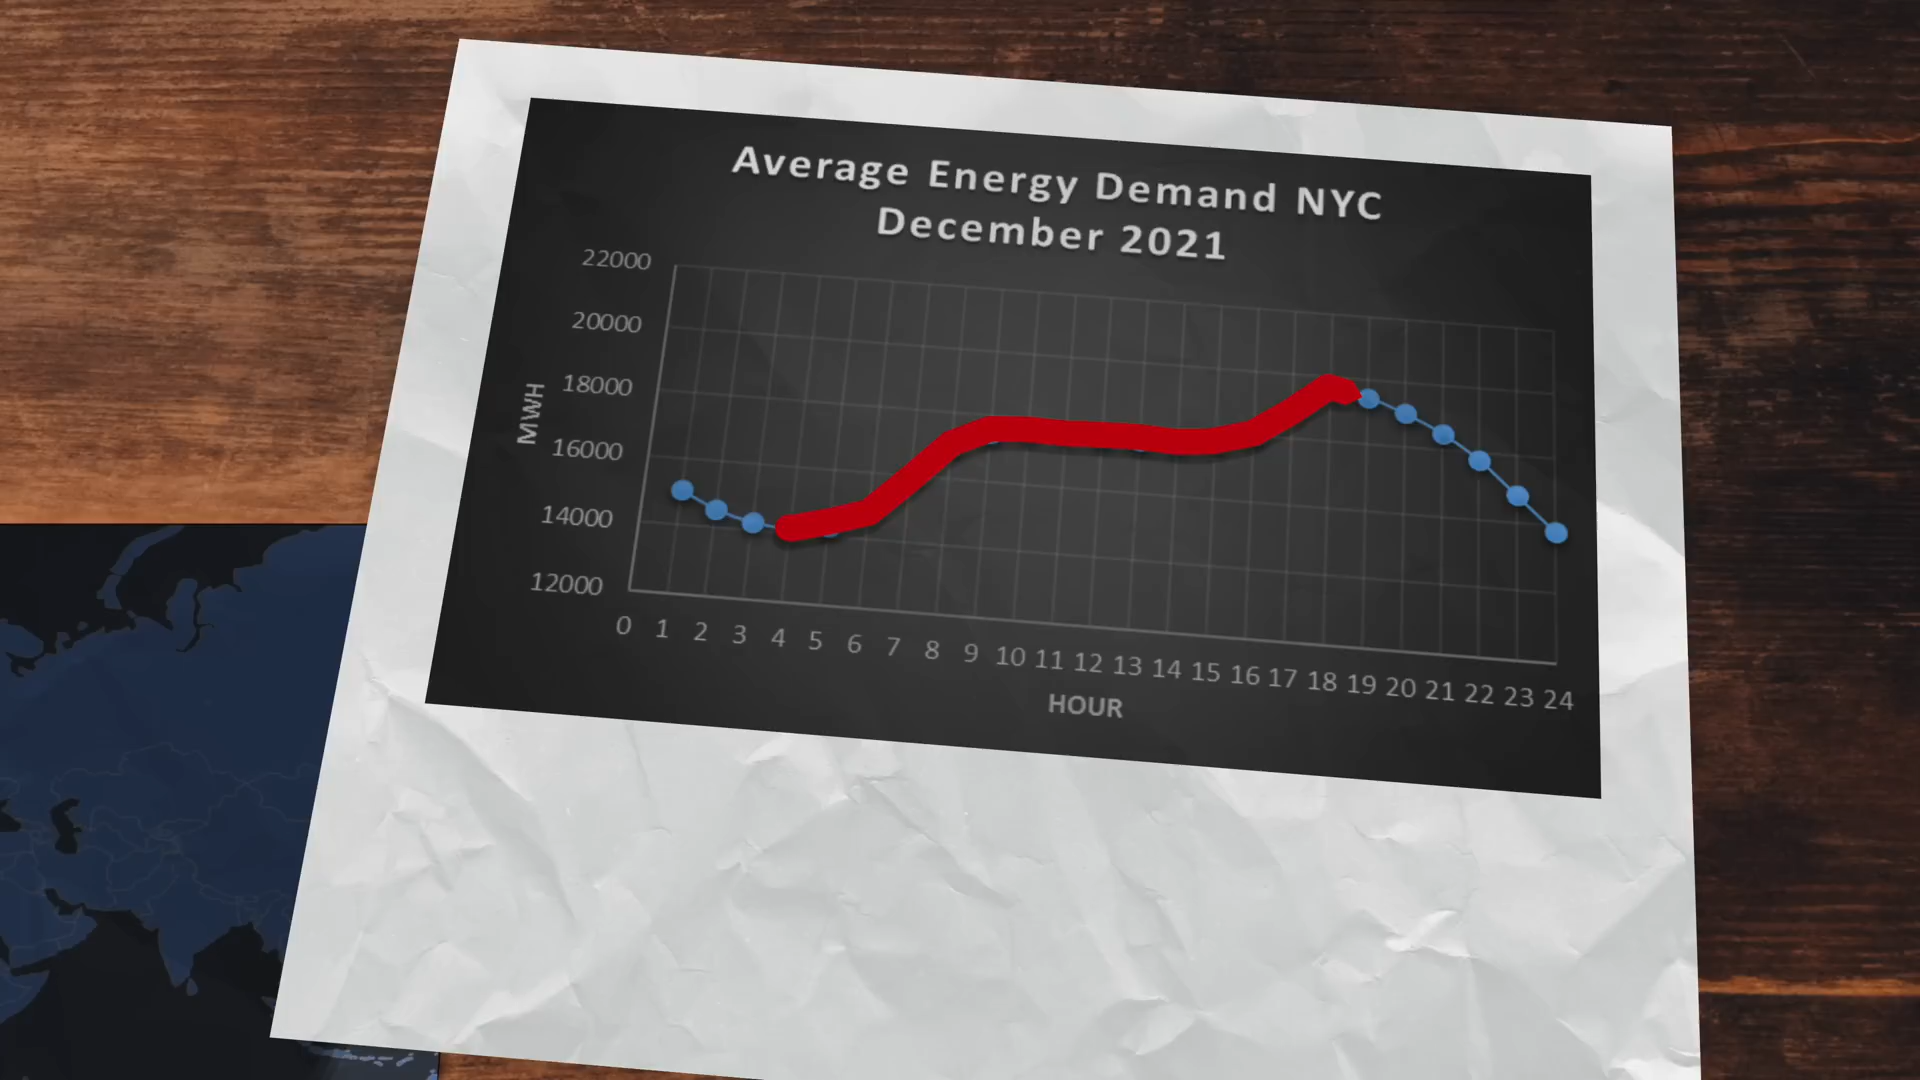 Average Energy Demand NYC
December 2021
22000
20000
18000
16000
14000
12000
MWH
0 1 2 3 4 5 6 7 8 9 10 11 12 13 14 15 16 17 18 19 20 21 22 23 24
HOUR